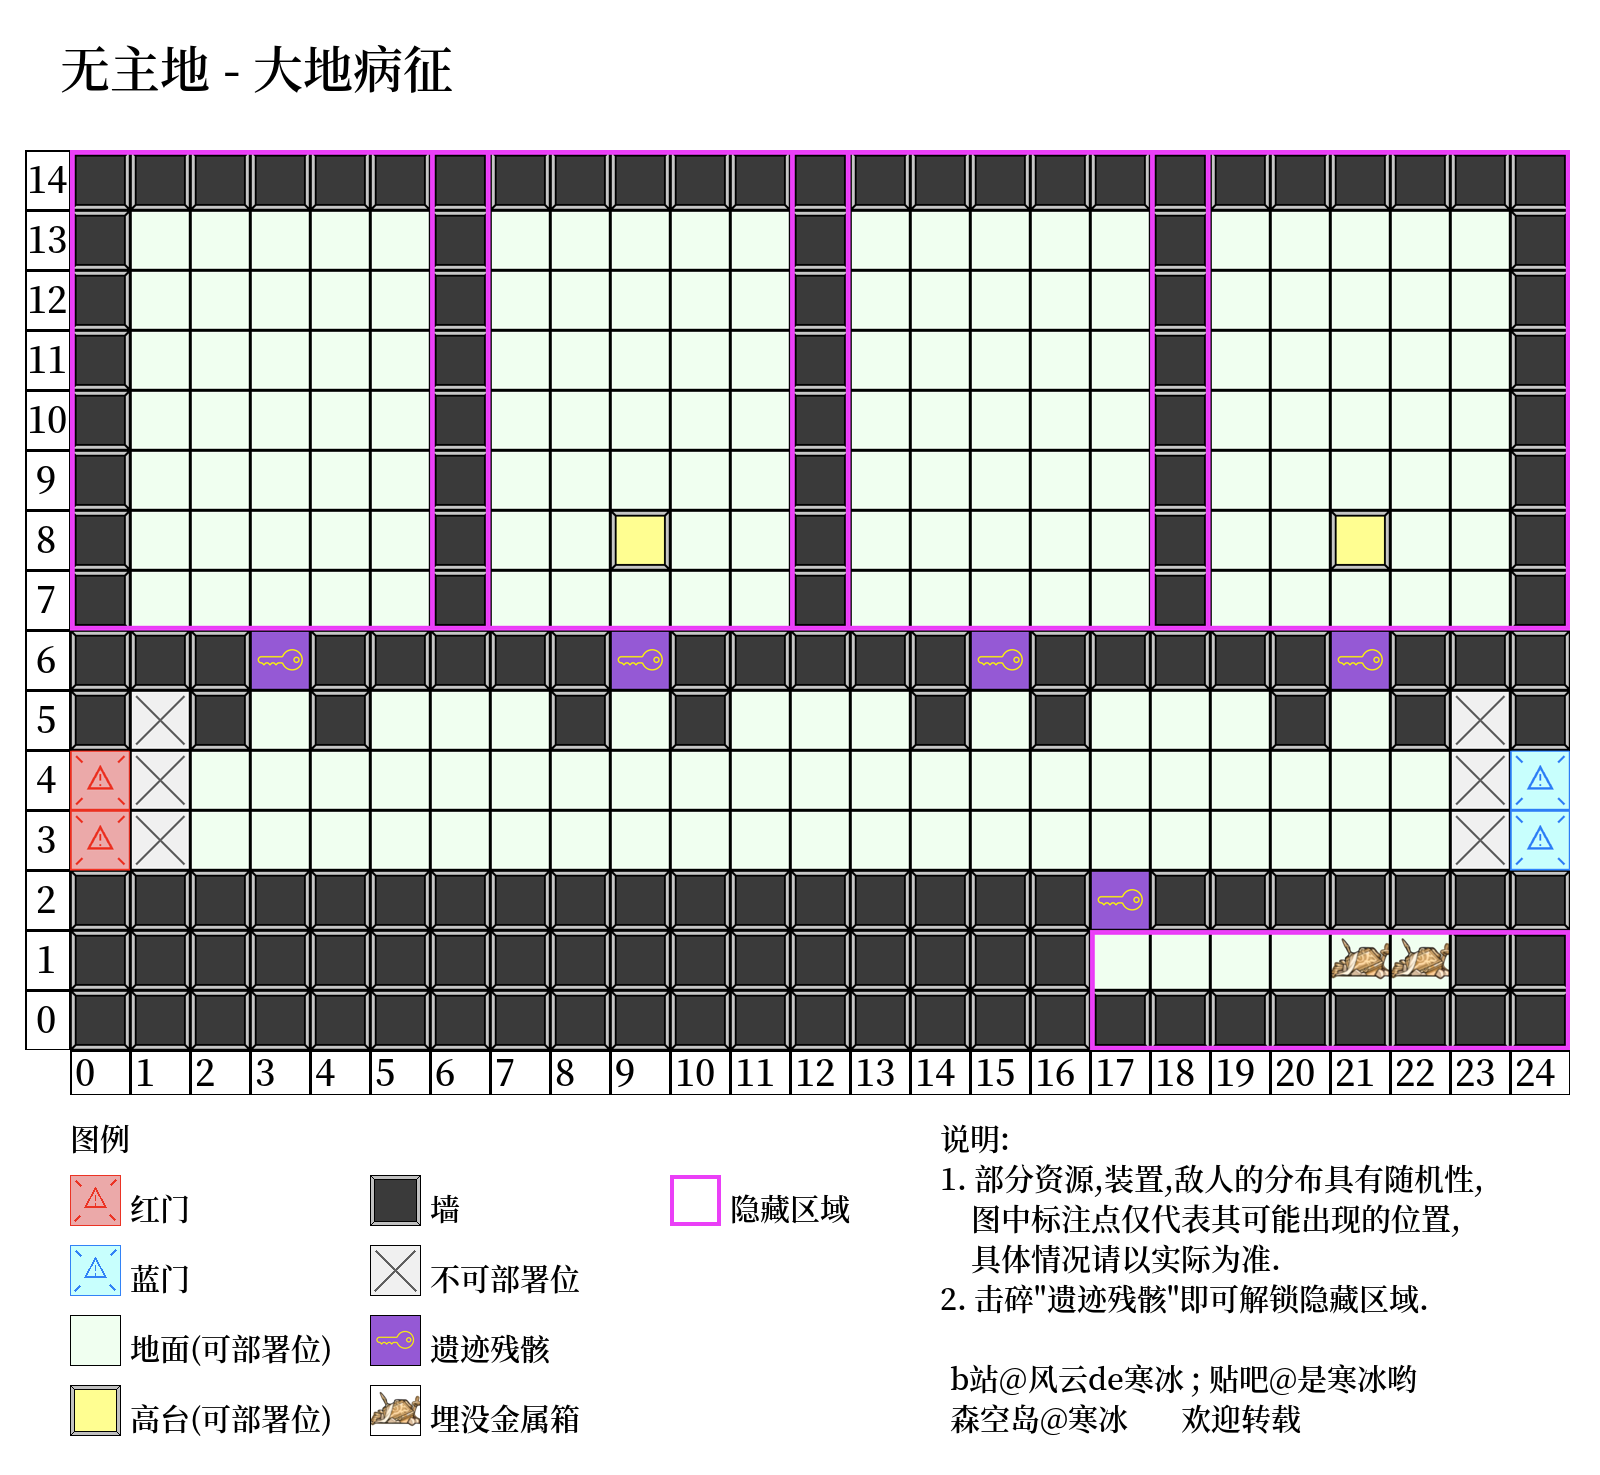 无主地 - 大地病征
14
13
12
11
10
9
8
7
6
5
4
3
2
1
0
0 1 2 3 4 5 6 7 8 9 10 11 12 13 14 15 16 17 18 19 20 21 22 23 24
图例
红门
墙
隐藏区域
蓝门
不可部署位
地面(可部署位)
遗迹残骸
高台(可部署位)
埋没金属箱
说明:
1. 部分资源,装置,敌人的分布具有随机性,
图中标注点仅代表其可能出现的位置,
具体情况请以实际为准.
2. 击碎"遗迹残骸"即可解锁隐藏区域.
b站@风云de寒冰 ; 贴吧@是寒冰哟
森空岛@寒冰 欢迎转载